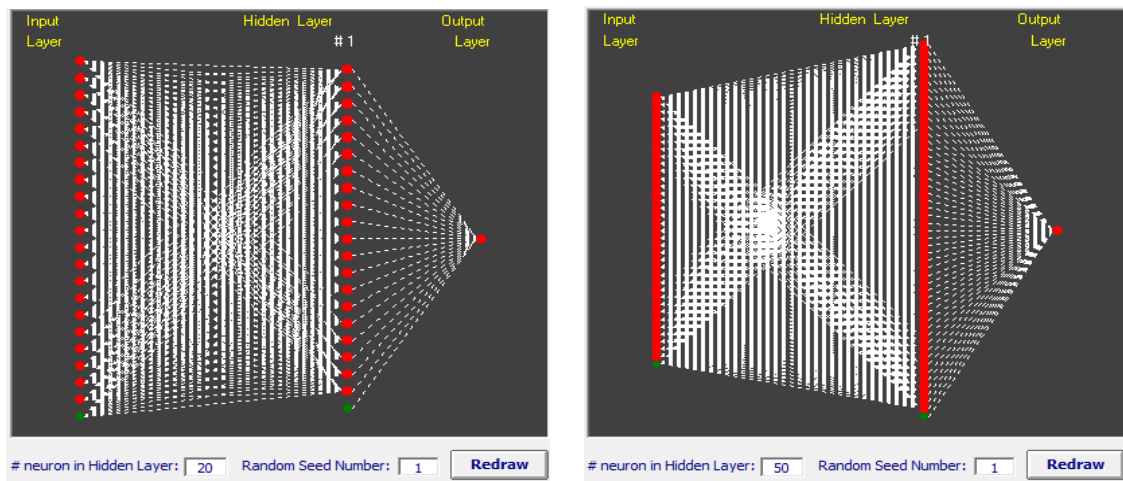 Input Hidden Layer Output
Layer # 1 Layer
# neuron in Hidden Layer: 20 Random Seed Number: 1 Redraw
Input Hidden Layer Output
Layer # 1 Layer
# neuron in Hidden Layer: 50 Random Seed Number: 1 Redraw